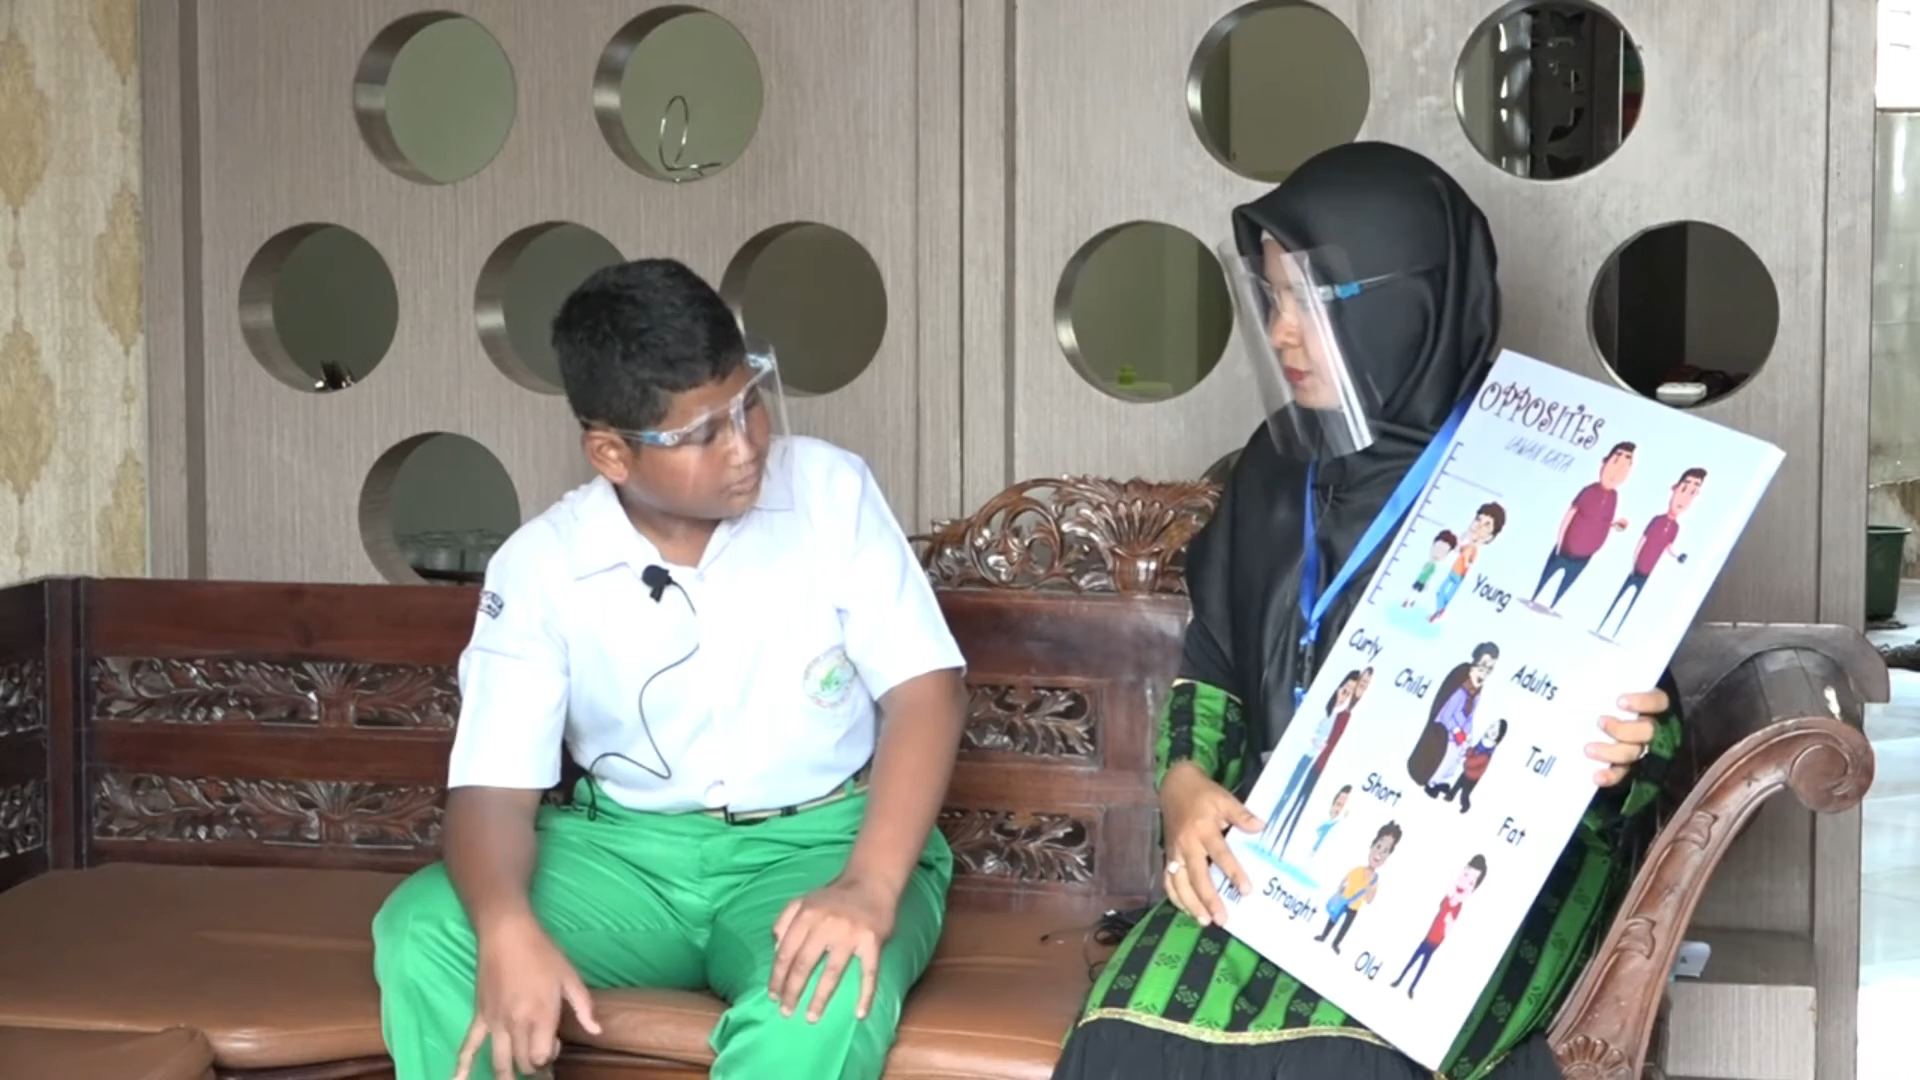 OPPOSITES
LAWAN KATA
Young
Curly
Child
Adults
Tall
Short
Fat
Thin
Straight
Old